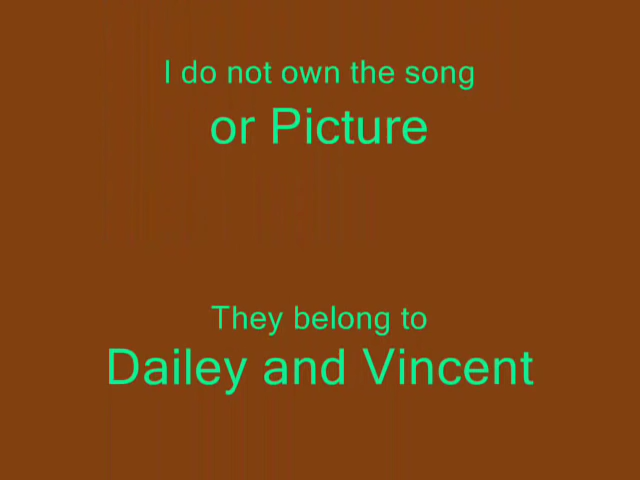 I do not own the song
or Picture
They belong to
Dailey and Vincent